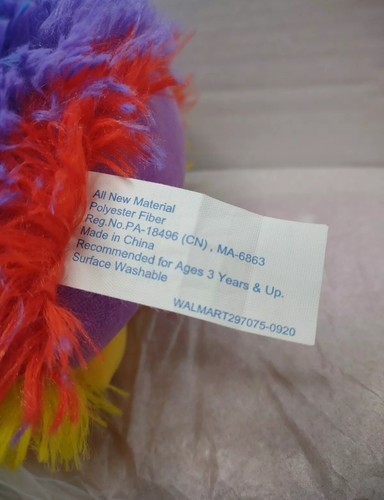 All New Material
Polyester Fiber
Reg.No.PA-18496 (CN) , MA-6863
Made in China
Recommended for Ages 3 Years & Up.
Surface Washable
WALMART297075-0920